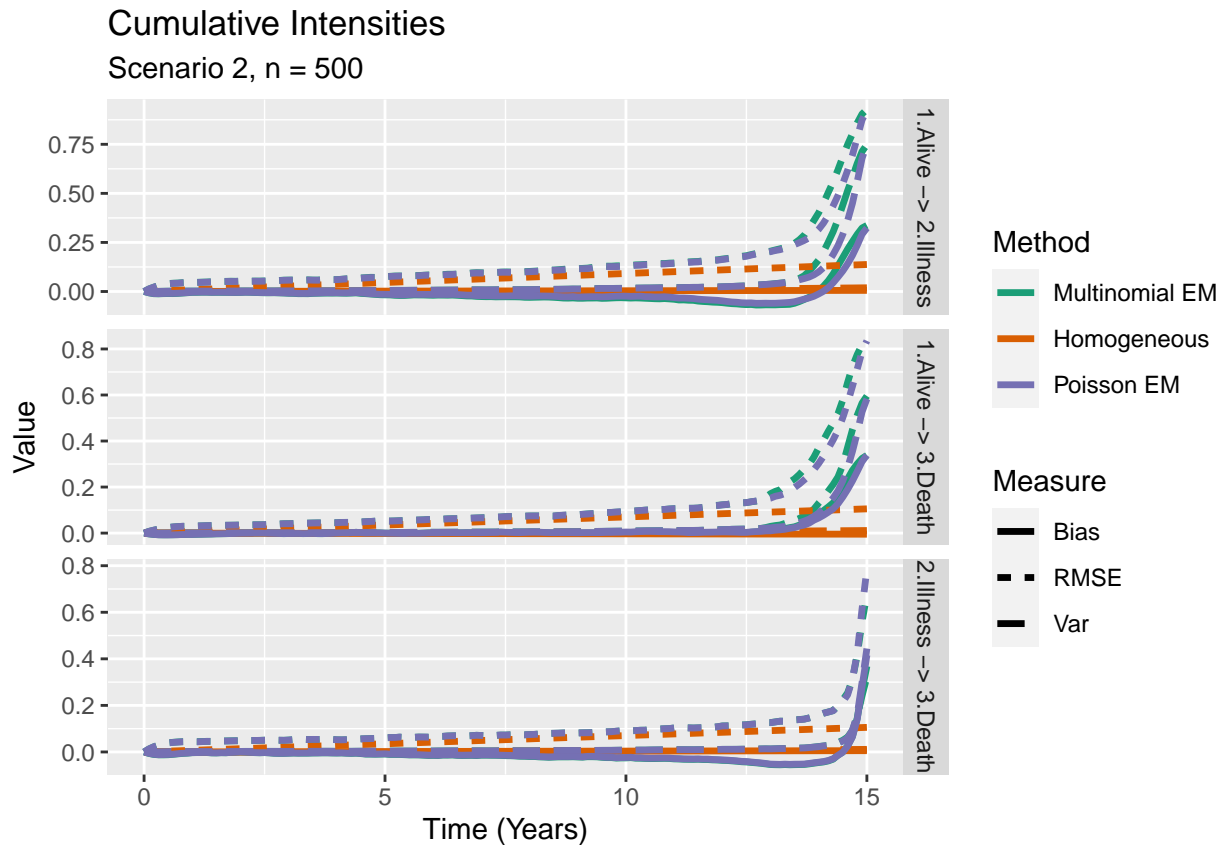 Cumulative Intensities
Scenario 2, n = 500
Value
0.75
0.50
0.25
0.00
1.Alive −> 2.Illness
0.8
0.6
0.4
0.2
0.0
1.Alive −> 3.Death
0.8
0.6
0.4
0.2
0.0
2.Illness −> 3.Death
0
5
10
15
Time (Years)
Method
Multinomial EM
Homogeneous
Poisson EM
Measure
Bias
RMSE
Var